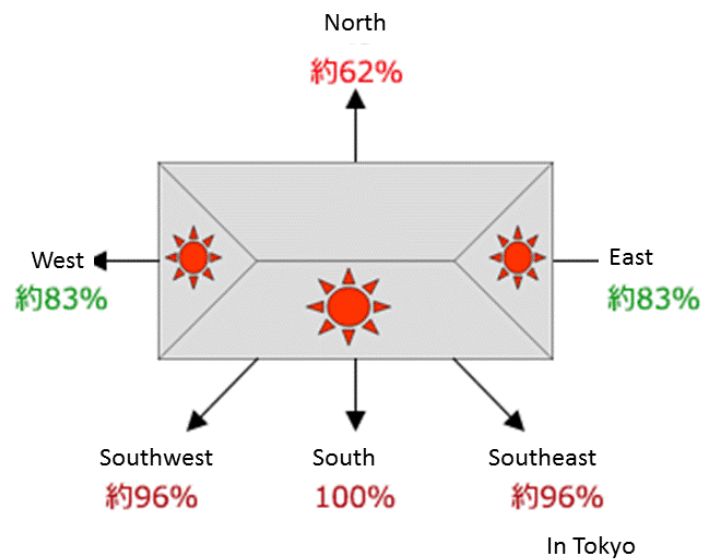 North
約62%
West
約83%
East
約83%
Southwest
約96%
South
100%
Southeast
約96%
In Tokyo